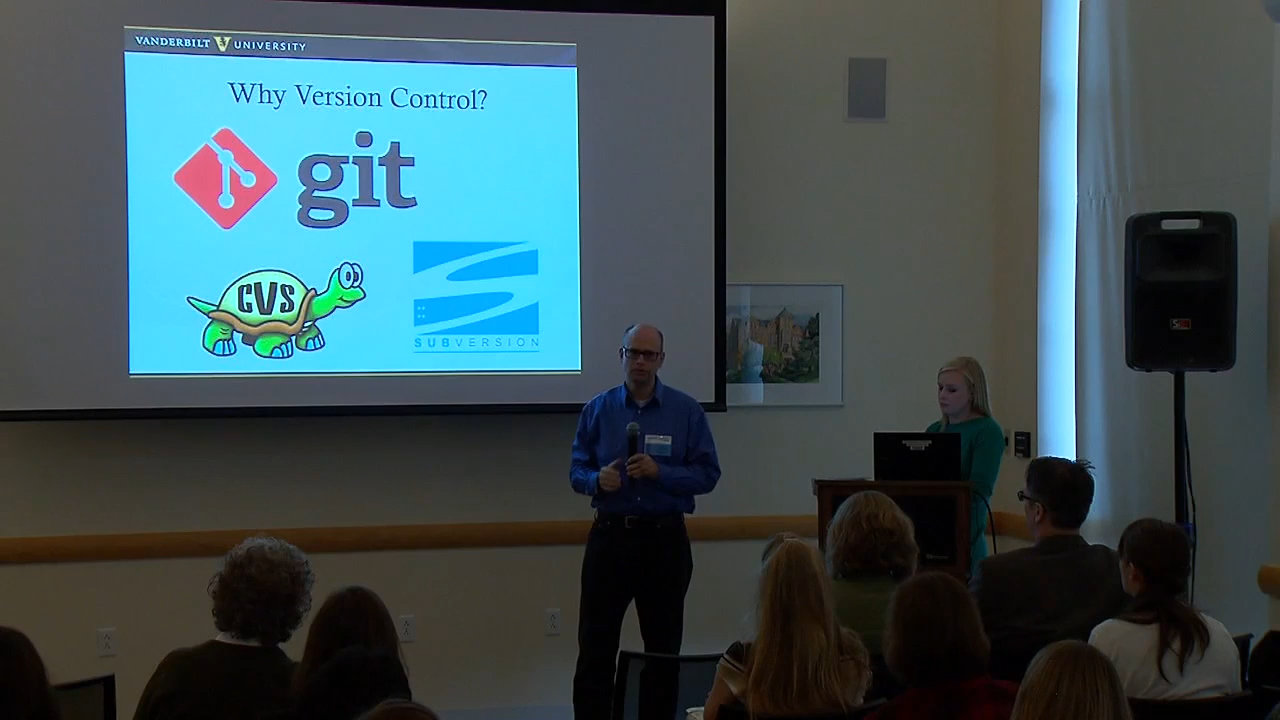 VANDERBILT UNIVERSITY
Why Version Control?
git
CVS
SUBVERSION